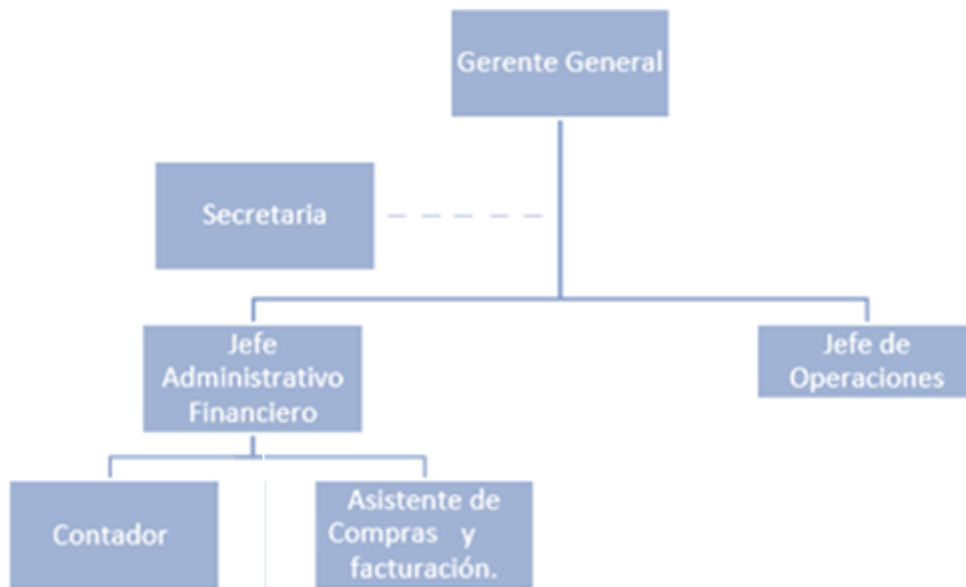 Gerente General
Secretaria
Jefe
Administrativo
Financiero
Jefe de
Operaciones
Contador
Asistente de
Compras y
facturación.